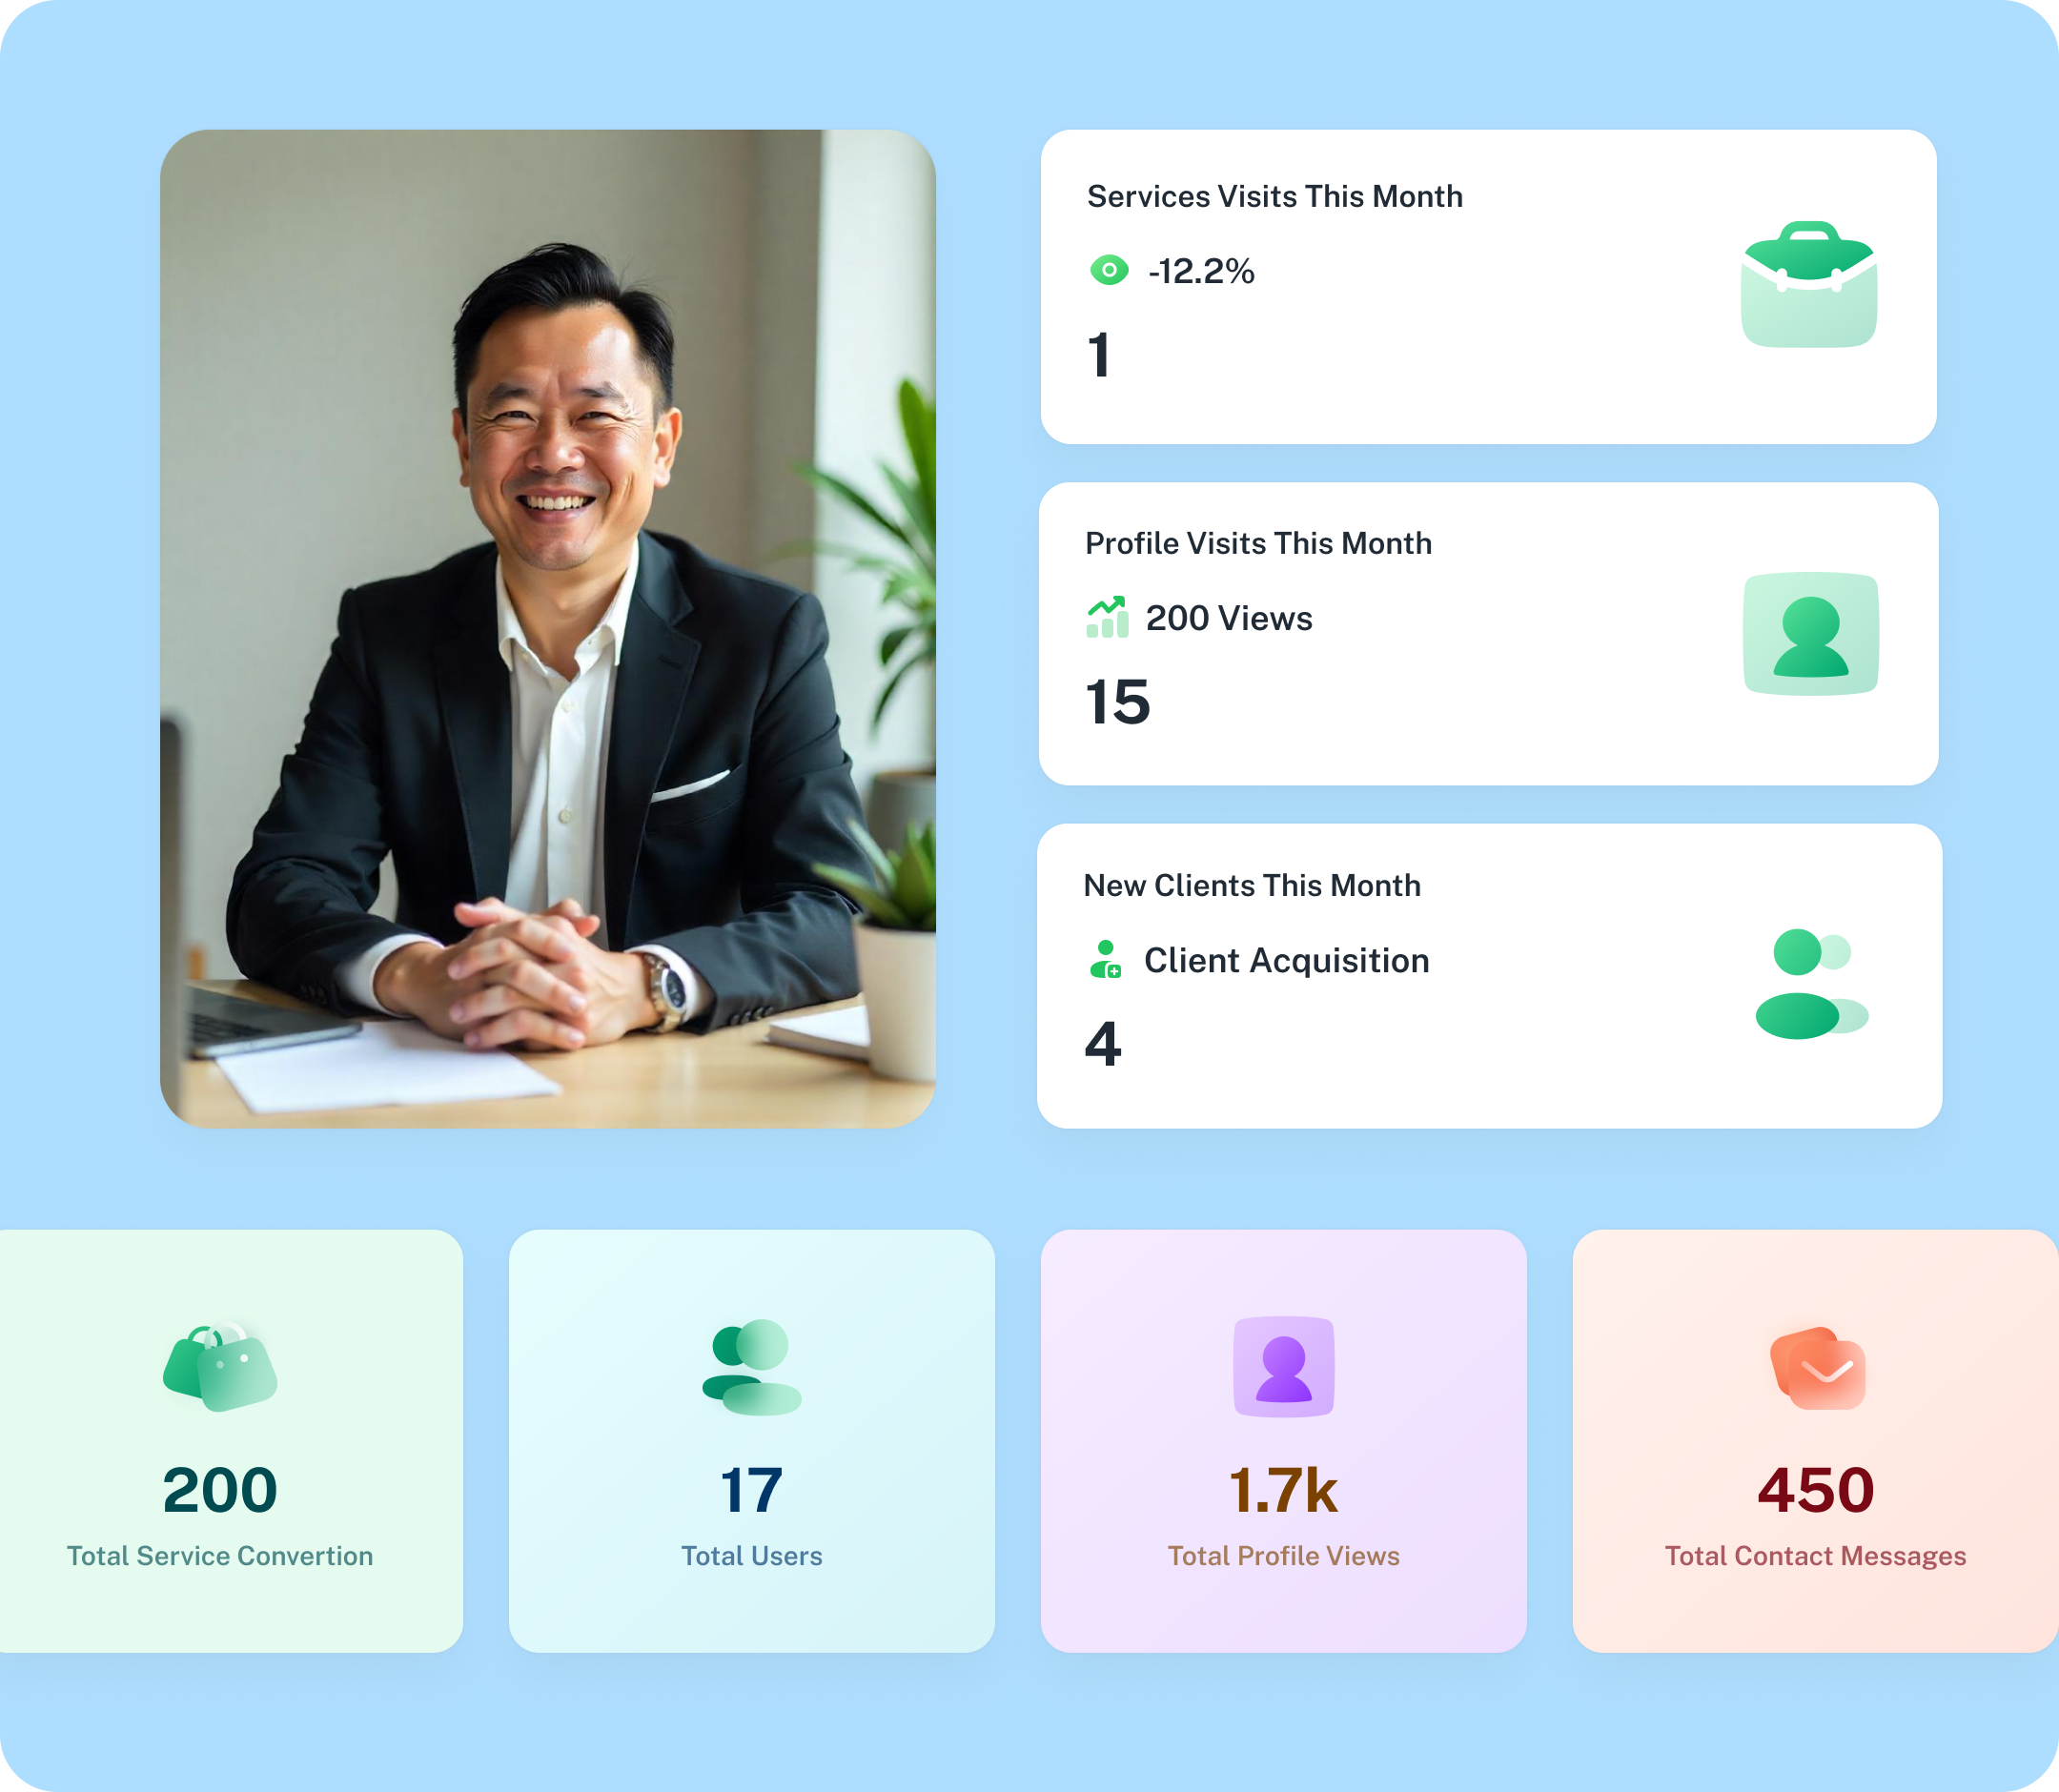 Services Visits This Month
-12.2%
1
Profile Visits This Month
200 Views
15
New Clients This Month
Client Acquisition
4
200
Total Service Convertion
17
Total Users
1.7k
Total Profile Views
450
Total Contact Messages